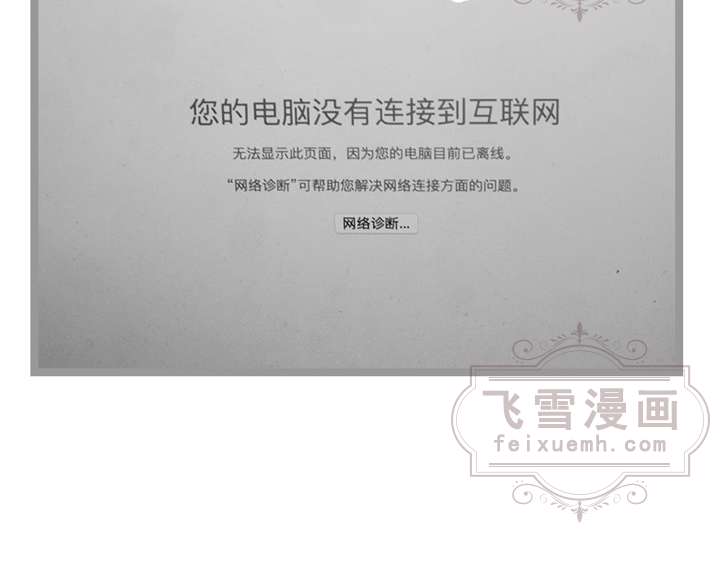 您的电脑没有连接到互联网
无法显示此页面，因为您的电脑目前已离线。
“网络诊断”可帮助您解决网络连接方面的问题。
网络诊断...
飞雪漫画
feixuemh.com